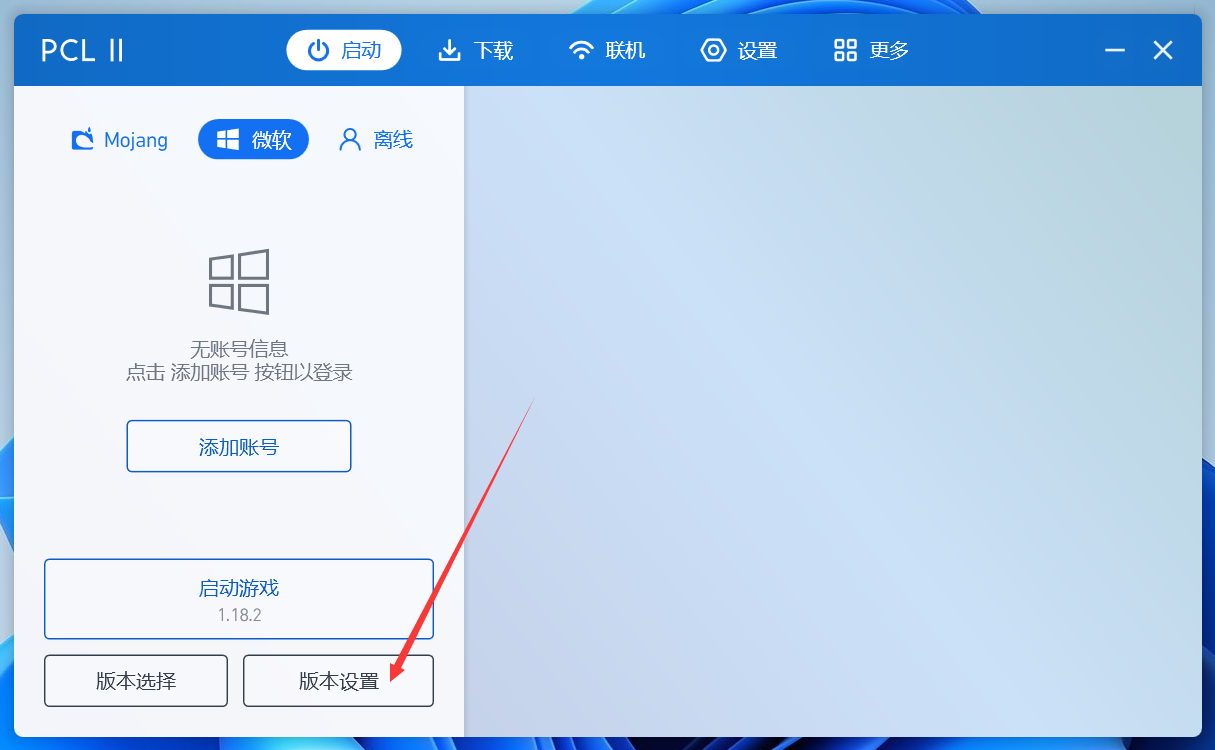 PCL II 启动 下载 联机 设置 更多
Mojang 微软 离线
无账号信息
点击 添加账号 按钮以登录
添加账号
启动游戏
1.18.2
版本选择 版本设置